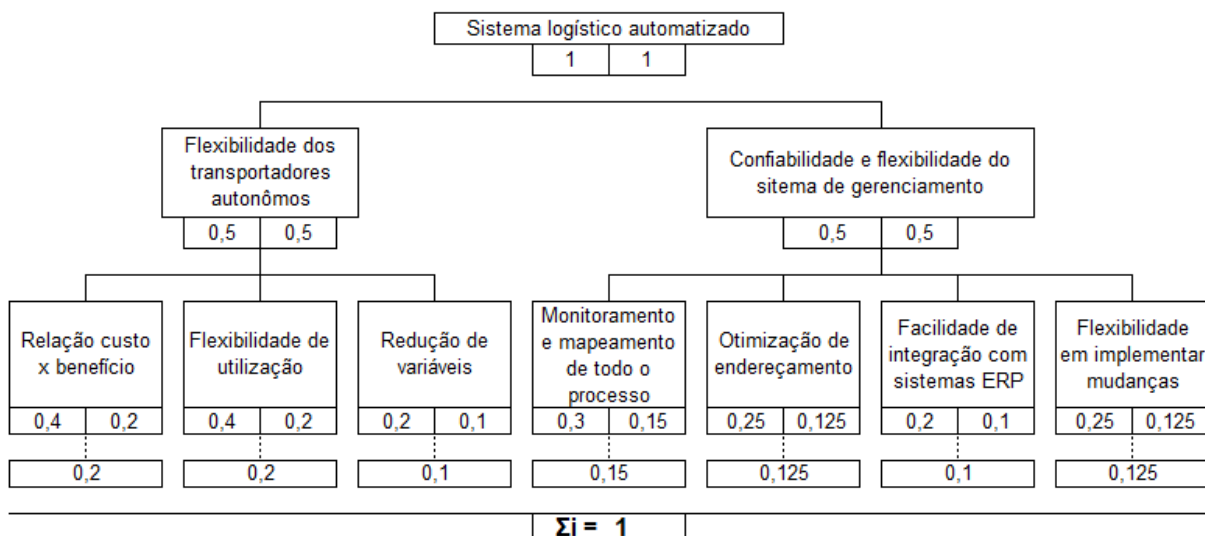 Sistema logístico automatizado
1 1
Flexibilidade dos
transportadores
autonômos
0,5 0,5
Confiabilidade e flexibilidade do
sitema de gerenciamento
0,5 0,5
Relação custo
x benefício
0,4 0,2
0,2
Flexibilidade de
utilização
0,4 0,2
0,2
Redução de
variáveis
0,2 0,1
0,1
Monitoramento
e mapeamento
de todo o
processo
0,3 0,15
0,15
Otimização de
endereçamento
0,25 0,125
0,125
Facilidade de
integração com
sistemas ERP
0,2 0,1
0,1
Flexibilidade
em implementar
mudanças
0,25 0,125
0,125
Σi = 1